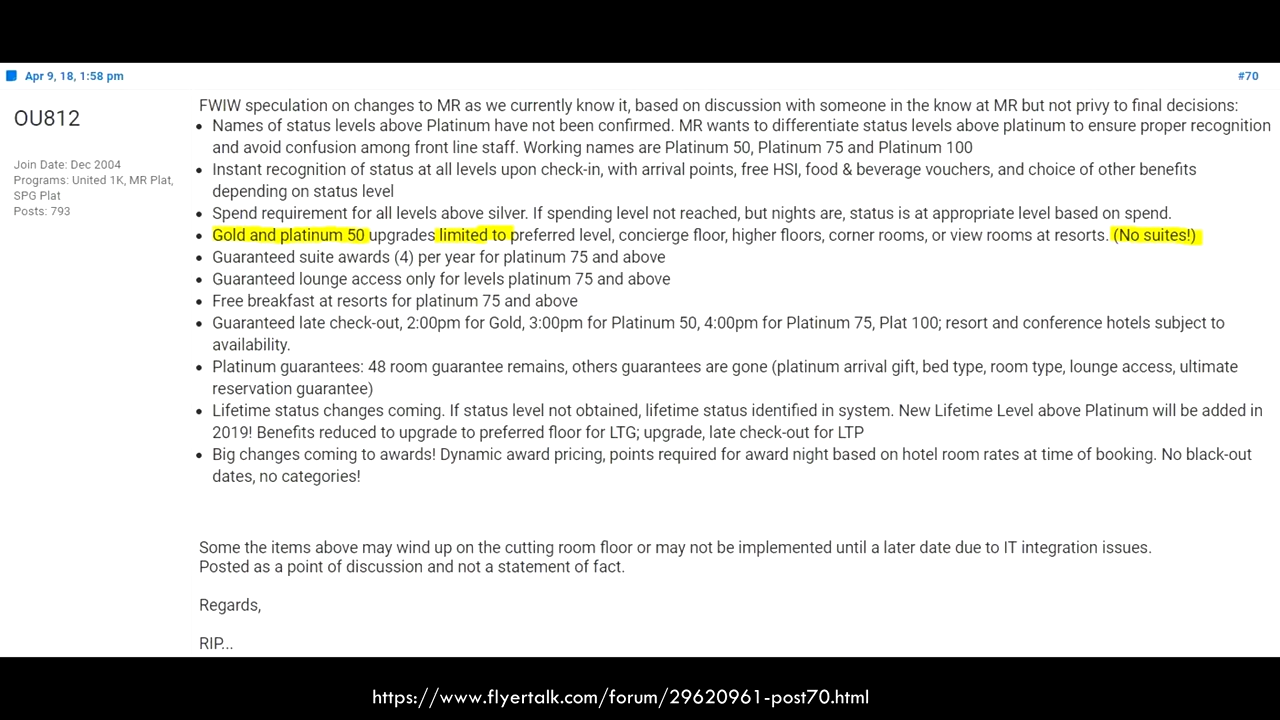 Apr 9, 18, 1:58 pm
#70
OU812
Join Date: Dec 2004
Programs: United 1K, MR Plat,
SPG Plat
Posts: 793
FWIW speculation on changes to MR as we currently know it, based on discussion with someone in the know at MR but not privy to final decisions:
• Names of status levels above Platinum have not been confirmed. MR wants to differentiate status levels above platinum to ensure proper recognition
and avoid confusion among front line staff. Working names are Platinum 50, Platinum 75 and Platinum 100
• Instant recognition of status at all levels upon check-in, with arrival points, free HSI, food & beverage vouchers, and choice of other benefits
depending on status level
• Spend requirement for all levels above silver. If spending level not reached, but nights are, status is at appropriate level based on spend.
• Gold and platinum 50 upgrades limited to preferred level, concierge floor, higher floors, corner rooms, or view rooms at resorts. (No suites!)
• Guaranteed suite awards (4) per year for platinum 75 and above
• Guaranteed lounge access only for levels platinum 75 and above
• Free breakfast at resorts for platinum 75 and above
• Guaranteed late check-out, 2:00pm for Gold, 3:00pm for Platinum 50, 4:00pm for Platinum 75, Plat 100; resort and conference hotels subject to
availability.
• Platinum guarantees: 48 room guarantee remains, others guarantees are gone (platinum arrival gift, bed type, room type, lounge access, ultimate
reservation guarantee)
• Lifetime status changes coming. If status level not obtained, lifetime status identified in system. New Lifetime Level above Platinum will be added in
2019! Benefits reduced to upgrade to preferred floor for LTG; upgrade, late check-out for LTP
• Big changes coming to awards! Dynamic award pricing, points required for award night based on hotel room rates at time of booking. No black-out
dates, no categories!
Some the items above may wind up on the cutting room floor or may not be implemented until a later date due to IT integration issues.
Posted as a point of discussion and not a statement of fact.
Regards,
RIP...
https://www.flyertalk.com/forum/29620961-post70.html